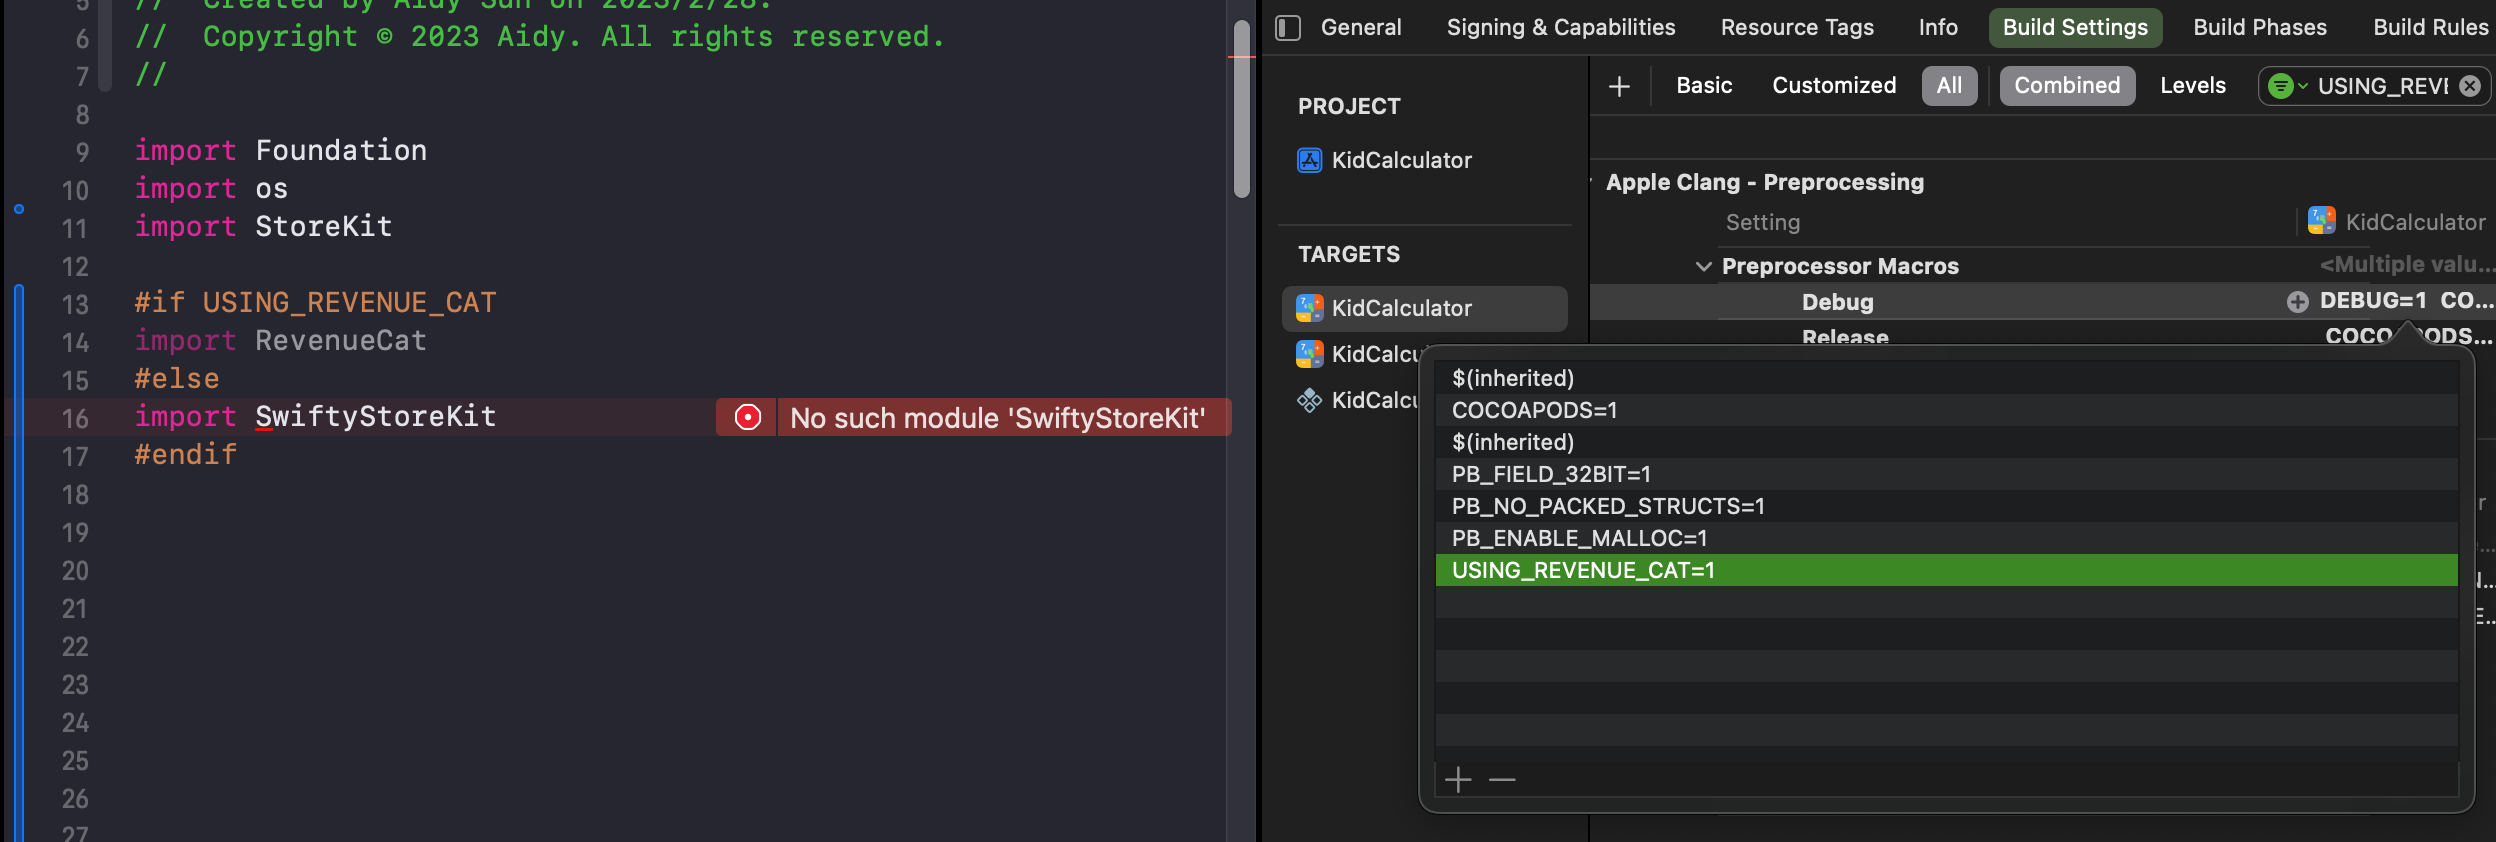 5 // Created by Aidy Sun on 2023/2/28.
6 // Copyright © 2023 Aidy. All rights reserved.
7 //
8
9 import Foundation
10 import os
11 import StoreKit
12
13 #if USING_REVENUE_CAT
14 import RevenueCat
15 #else
16 import SwiftyStoreKit No such module 'SwiftyStoreKit'
17 #endif
18
19
20
21
22
23
24
25
26
27
General Signing & Capabilities Resource Tags Info Build Settings Build Phases Build Rules
PROJECT
KidCalculator
TARGETS
KidCalculator
KidCalcu
KidCalcu
Basic Customized All Combined Levels USING_REVE
Apple Clang - Preprocessing
Setting KidCalculator
Preprocessor Macros <Multiple valu...
Debug DEBUG=1 CO...
Release COCOAPODS...
$(inherited)
COCOAPODS=1
$(inherited)
PB_FIELD_32BIT=1
PB_NO_PACKED_STRUCTS=1
PB_ENABLE_MALLOC=1
USING_REVENUE_CAT=1